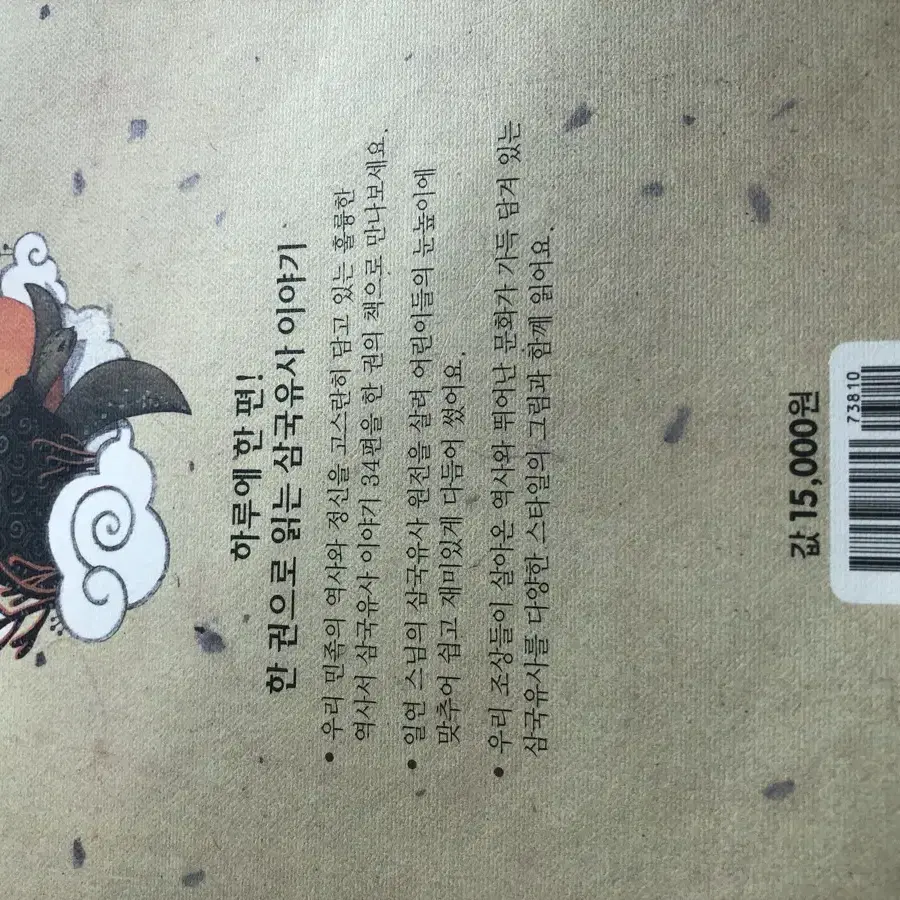 하루에 한 편!
한 권으로 읽는 삼국유사 이야기
• 우리 민족의 역사와 정신을 고스란히 담고 있는 훌륭한
역사서 삼국유사 이야기 34편을 한 권의 책으로 만나보세요.
• 일연 스님의 삼국유사 원전을 살려 어린이들의 눈높이에
맞추어 쉽고 재미있게 다듬어 썼어요.
• 우리 조상들이 살아온 역사와 뛰어난 문화가 가득 담겨 있는
삼국유사를 다양한 스타일의 그림과 함께 읽어요.
값 15,000원
73810